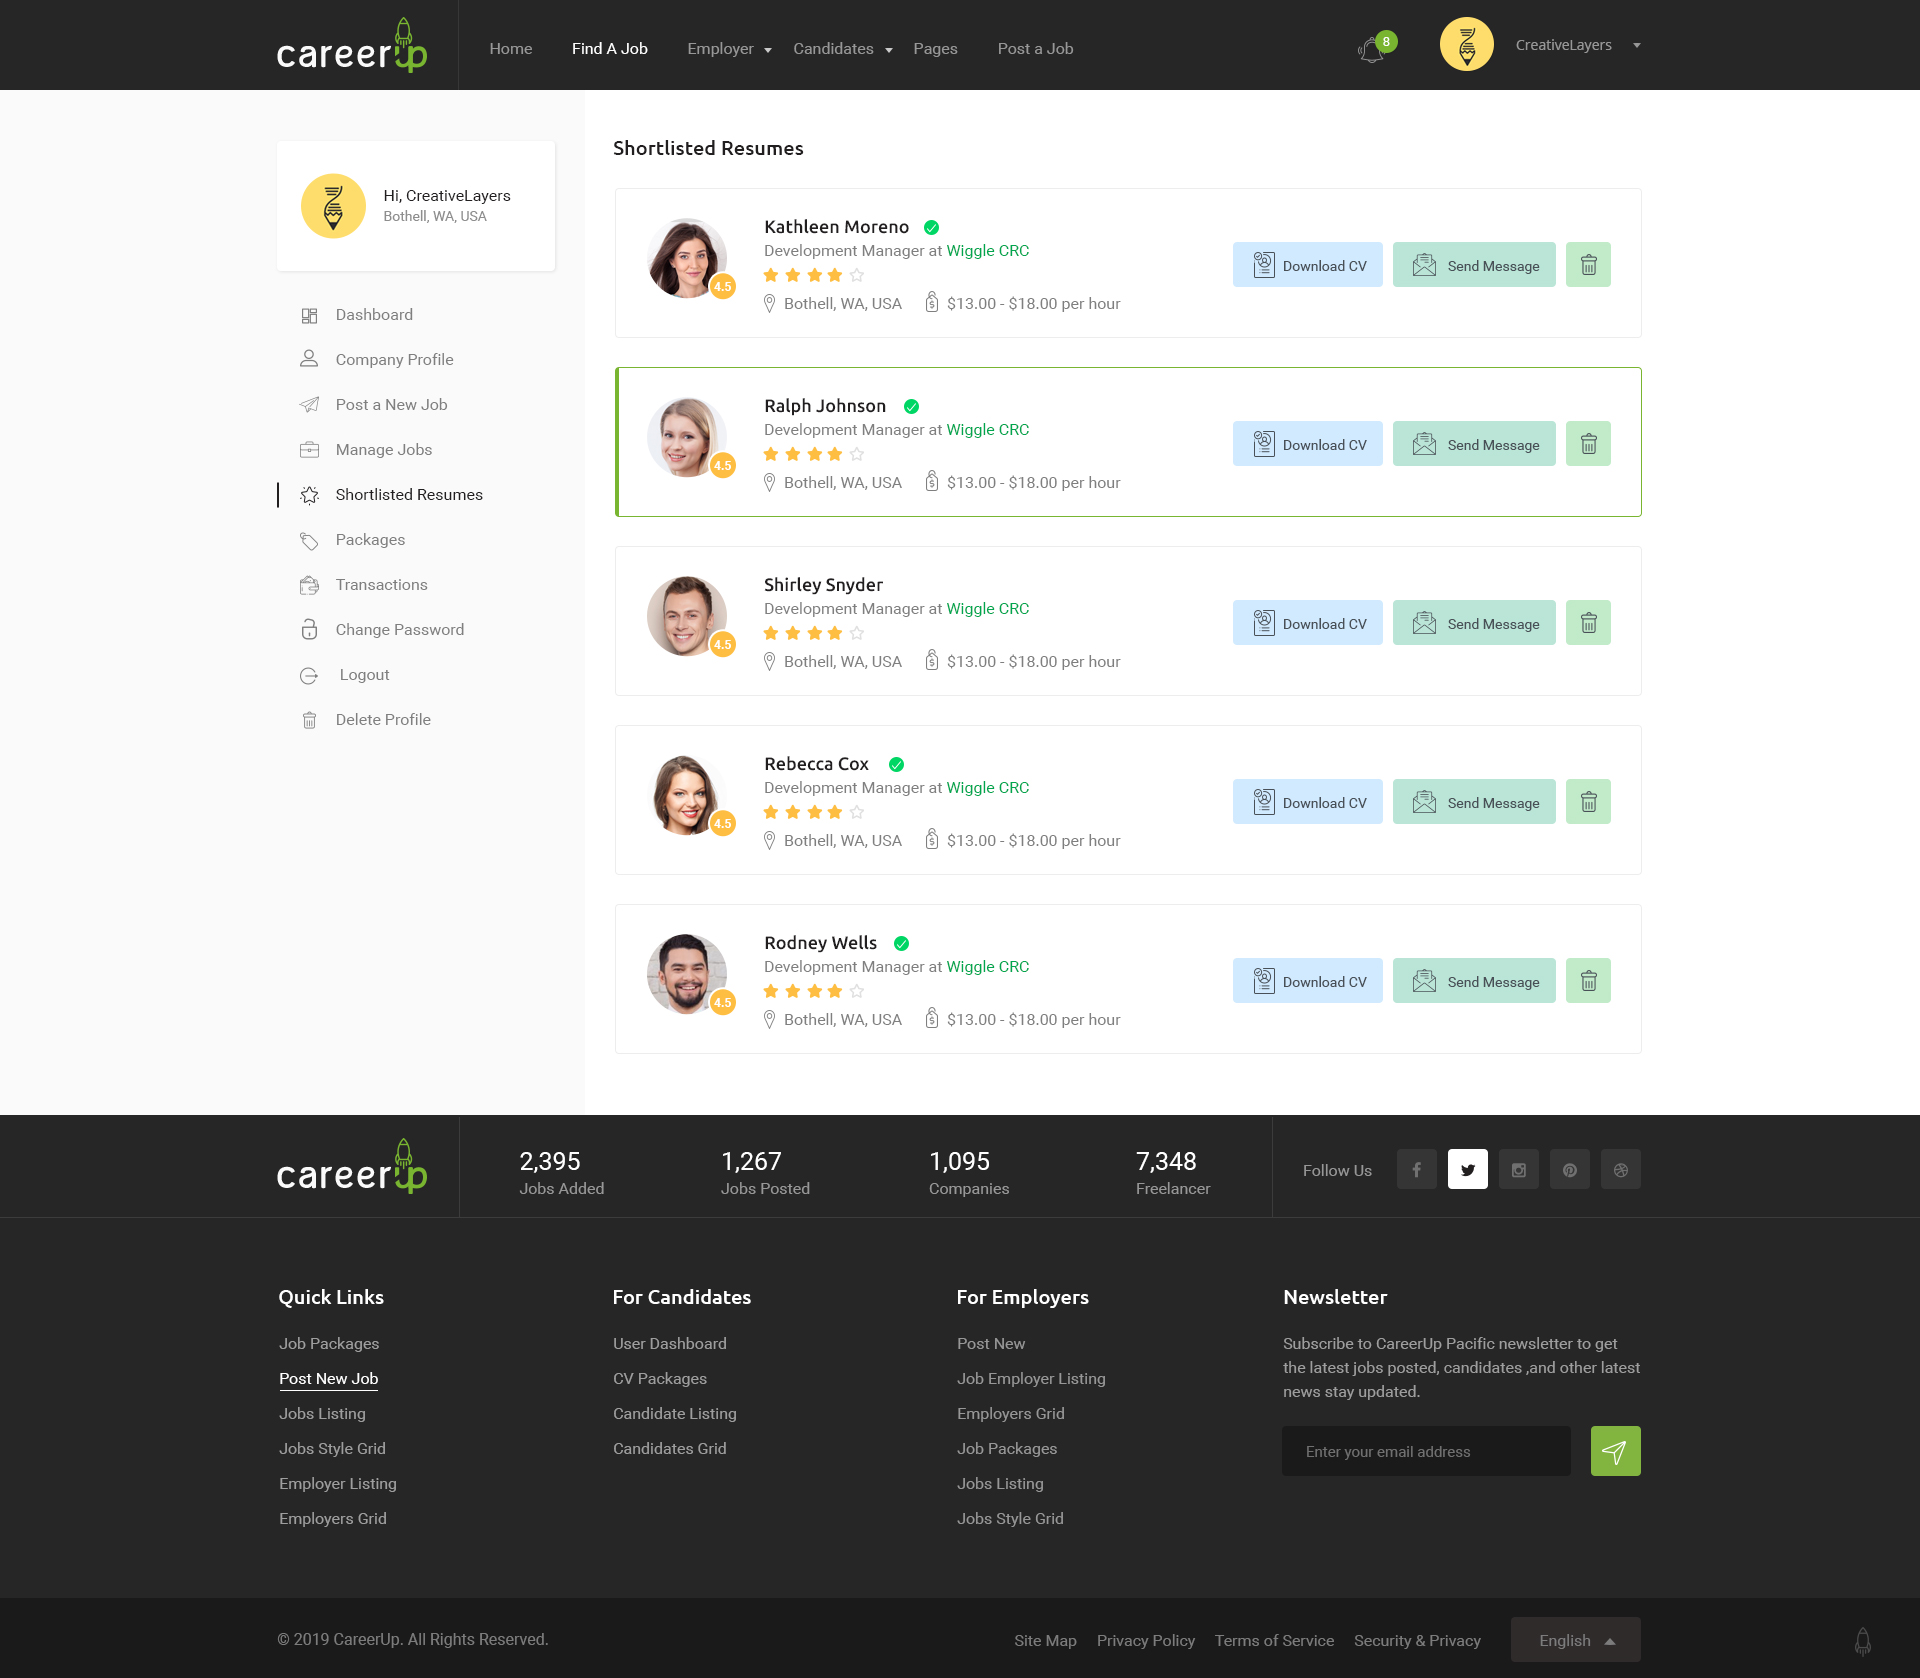 careerup
Home
Find A Job
Employer
Candidates
Pages
Post a Job
8
CreativeLayers
Hi, CreativeLayers
Bothell, WA, USA
Dashboard
Company Profile
Post a New Job
Manage Jobs
Shortlisted Resumes
Packages
Transactions
Change Password
Logout
Delete Profile
Shortlisted Resumes
Kathleen Moreno
Development Manager at Wiggle CRC
4.5
Bothell, WA, USA
$13.00 - $18.00 per hour
Download CV
Send Message
Ralph Johnson
Development Manager at Wiggle CRC
4.5
Bothell, WA, USA
$13.00 - $18.00 per hour
Download CV
Send Message
Shirley Snyder
Development Manager at Wiggle CRC
4.5
Bothell, WA, USA
$13.00 - $18.00 per hour
Download CV
Send Message
Rebecca Cox
Development Manager at Wiggle CRC
4.5
Bothell, WA, USA
$13.00 - $18.00 per hour
Download CV
Send Message
Rodney Wells
Development Manager at Wiggle CRC
4.5
Bothell, WA, USA
$13.00 - $18.00 per hour
Download CV
Send Message
careerup
2,395
Jobs Added
1,267
Jobs Posted
1,095
Companies
7,348
Freelancer
Follow Us
Quick Links
Job Packages
Post New Job
Jobs Listing
Jobs Style Grid
Employer Listing
Employers Grid
For Candidates
User Dashboard
CV Packages
Candidate Listing
Candidates Grid
For Employers
Post New
Job Employer Listing
Employers Grid
Job Packages
Jobs Listing
Jobs Style Grid
Newsletter
Subscribe to CareerUp Pacific newsletter to get
the latest jobs posted, candidates ,and other latest
news stay updated.
Enter your email address
© 2019 CareerUp. All Rights Reserved.
Site Map
Privacy Policy
Terms of Service
Security & Privacy
English